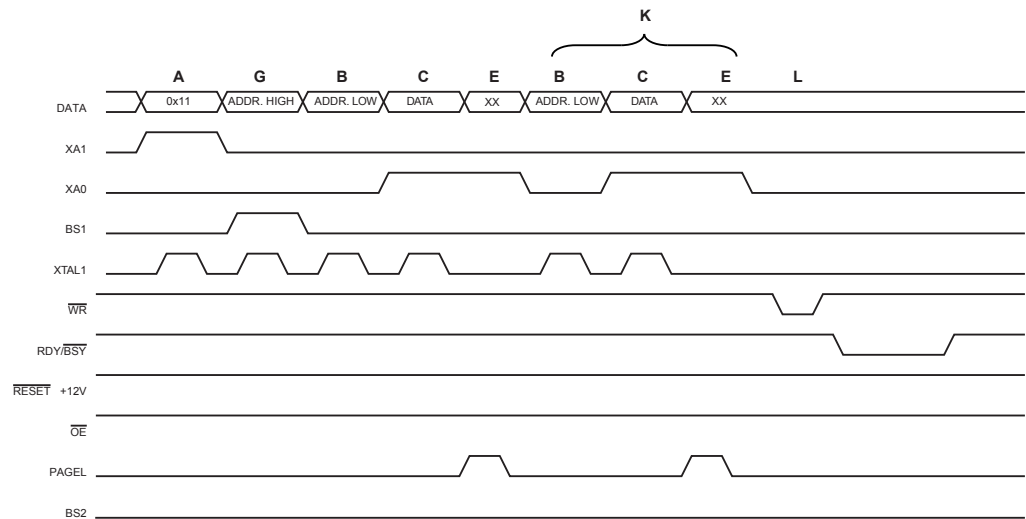 K
A G B C E B C E L
DATA 0x11 ADDR. HIGH ADDR. LOW DATA XX ADDR. LOW DATA XX
XA1
XA0
BS1
XTAL1
WR
RDY/BSY
RESET +12V
OE
PAGEL
BS2